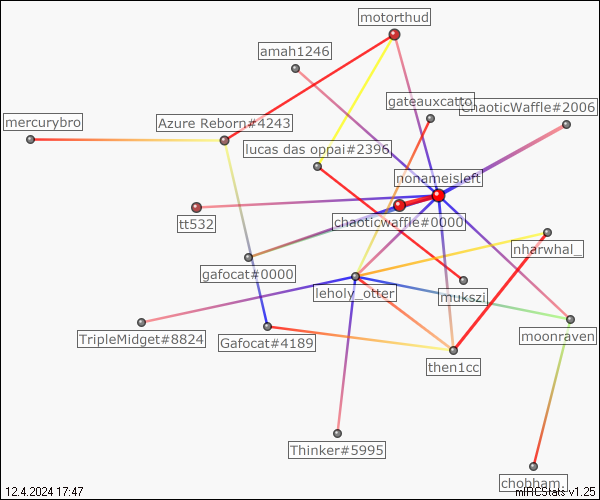 motorthud
amah1246
gateauxcatto
ChaoticWaffle#2006
mercurybro
Azure Reborn#4243
lucas das oppai#2396
nonameisleft
tt532
chaoticwaffle#0000
nharwhal_
gafocat#0000
leholy_otter
mukszi_
TripleMidget#8824
Gafocat#4189
moonraven
then1cc
Thinker#5995
chobham.
12.4.2024 17:47
mIRCStats v1.25